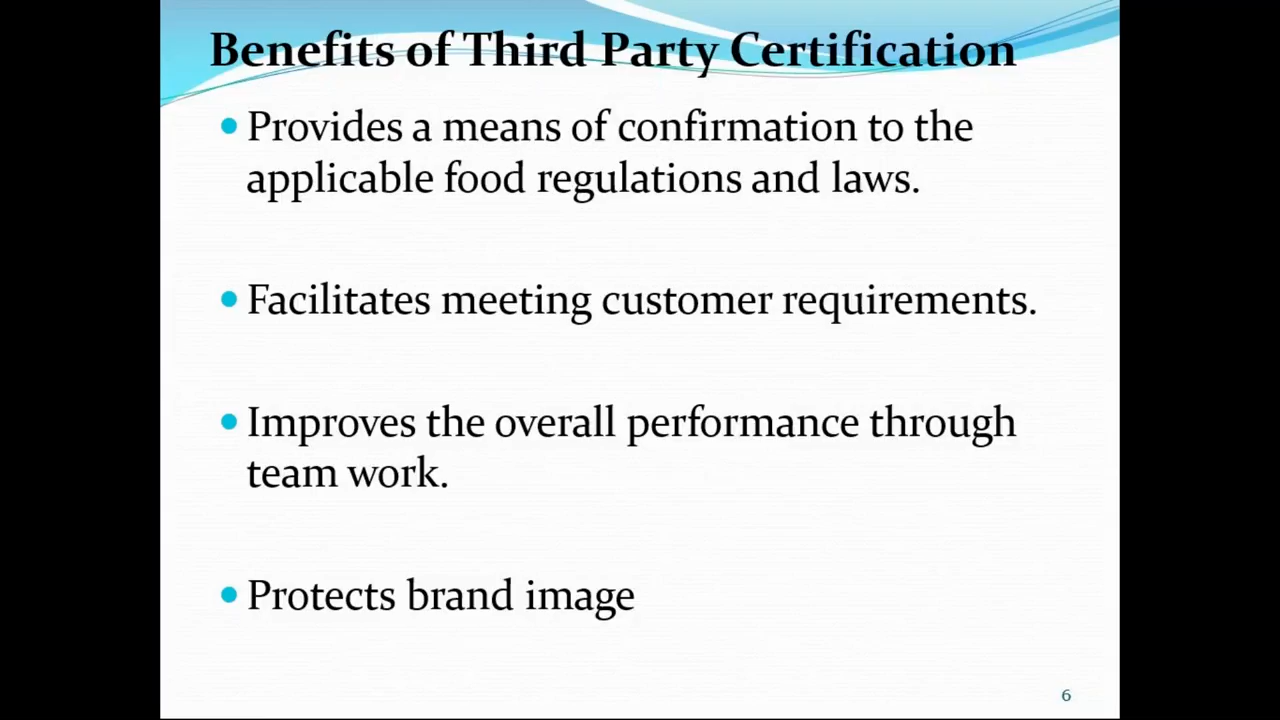 Benefits of Third Party Certification
• Provides a means of confirmation to the
applicable food regulations and laws.
• Facilitates meeting customer requirements.
• Improves the overall performance through
team work.
• Protects brand image
6